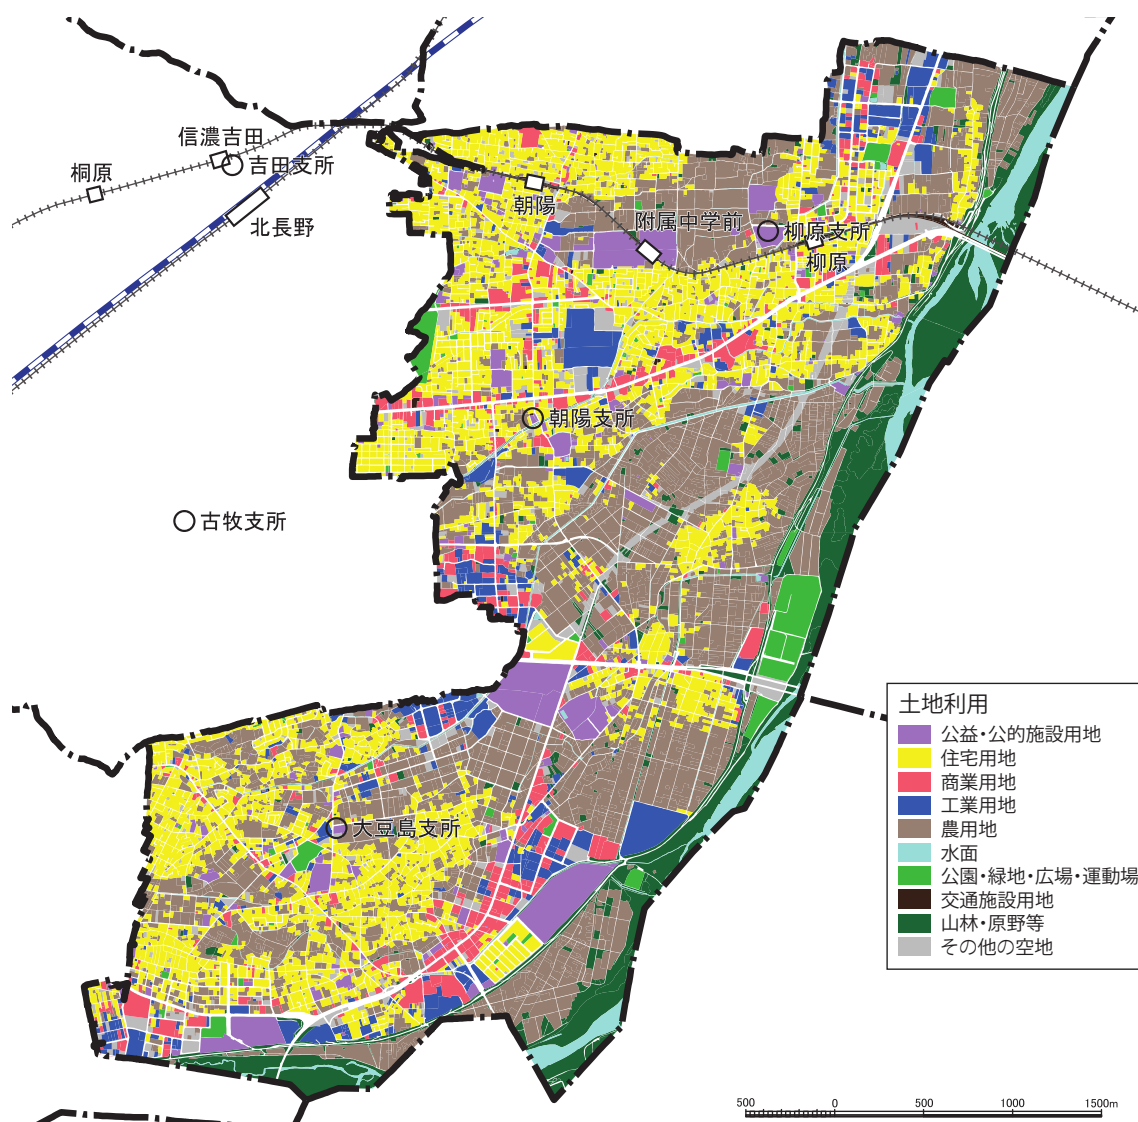 信濃吉田
吉田支所
桐原
北長野
朝陽
附属中学前
柳原支所
柳原
朝陽支所
古牧支所
大豆島支所
土地利用
公益・公的施設用地
住宅用地
商業用地
工業用地
農用地
水面
公園・緑地・広場・運動場
交通施設用地
山林・原野等
その他の空地
500 0 500 1000 1500m